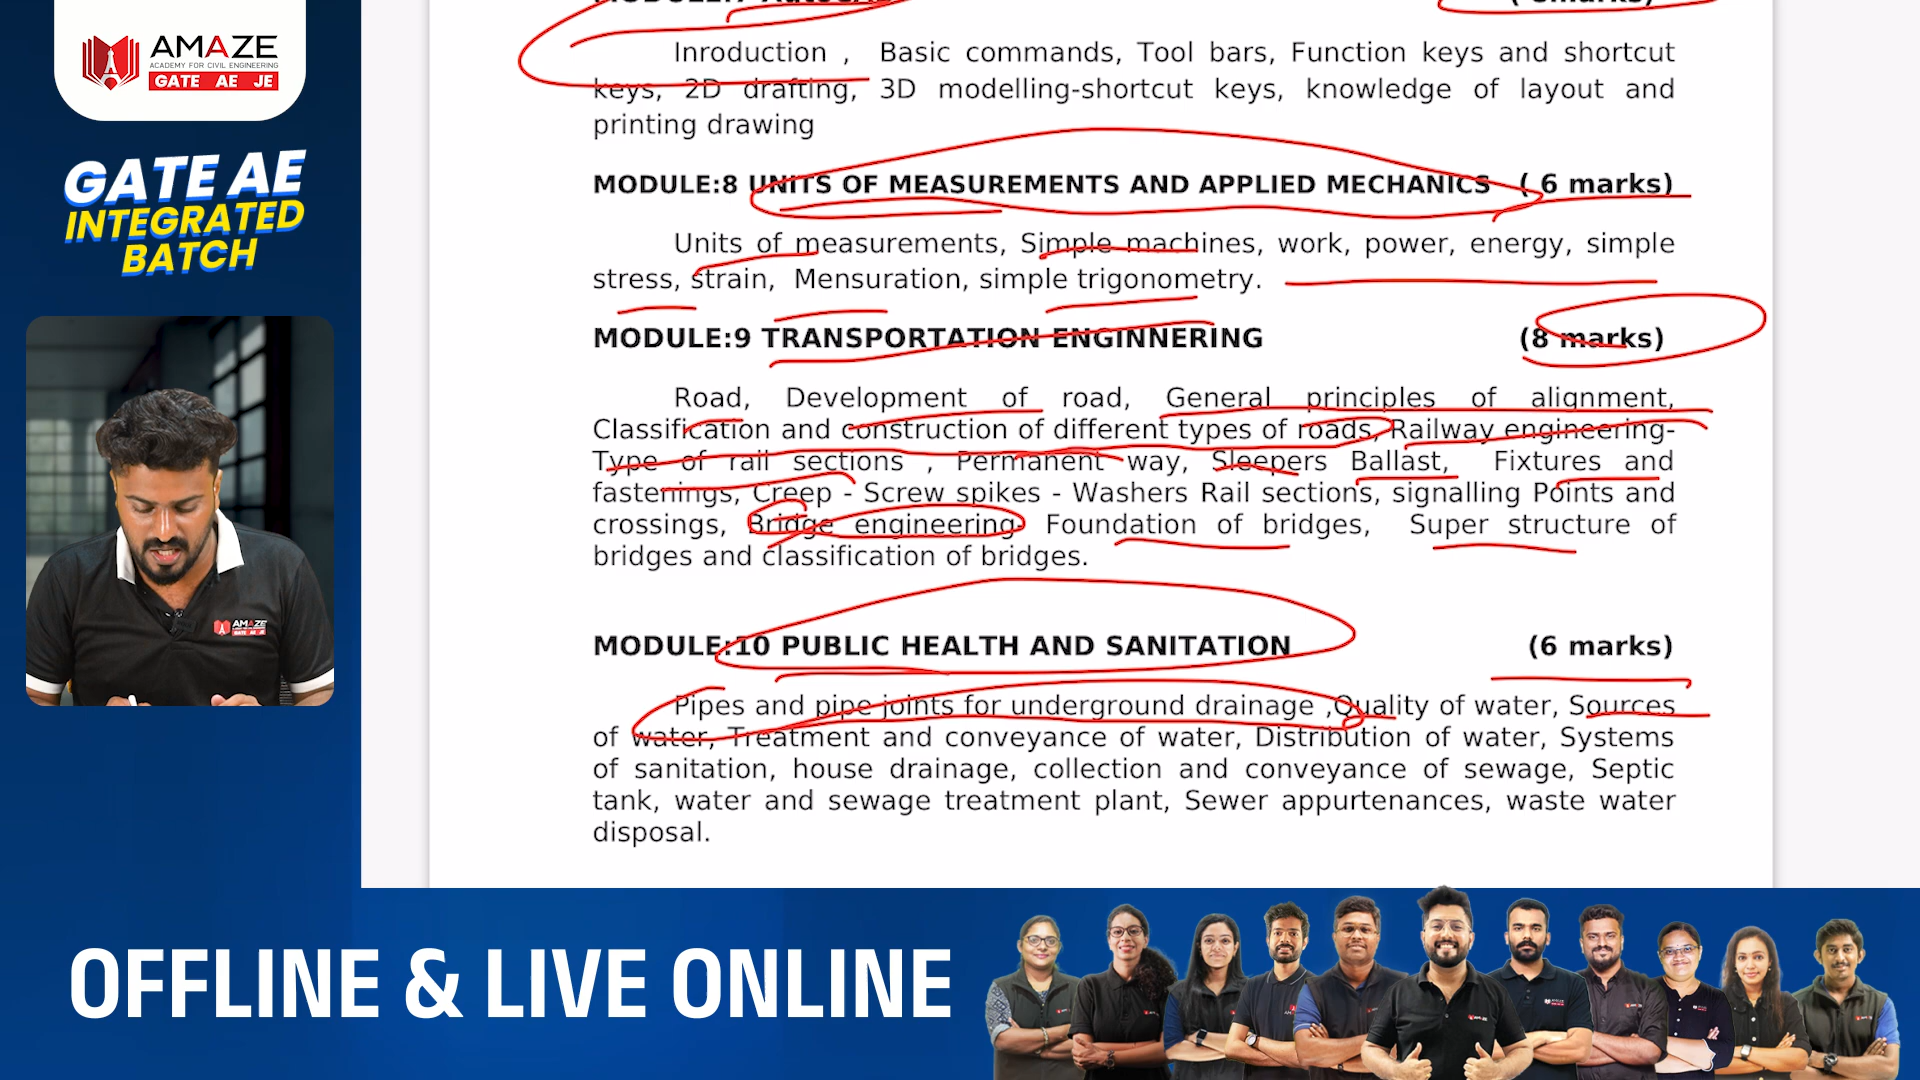 AMAZE
ACADEMY FOR CIVIL ENGINEERING
GATE AE JE
GATE AE
INTEGRATED
BATCH
Inroduction , Basic commands, Tool bars, Function keys and shortcut
keys, 2D drafting, 3D modelling-shortcut keys, knowledge of layout and
printing drawing
MODULE:8 UNITS OF MEASUREMENTS AND APPLIED MECHANICS ( 6 marks)
Units of measurements, Simple machines, work, power, energy, simple
stress, strain, Mensuration, simple trigonometry.
MODULE:9 TRANSPORTATION ENGINNERING (8 marks)
Road, Development of road, General principles of alignment,
Classification and construction of different types of roads, Railway engineering-
Type of rail sections , Permanent way, Sleepers Ballast, Fixtures and
fastenings, Creep - Screw spikes - Washers Rail sections, signalling Points and
crossings, Bridge engineering- Foundation of bridges, Super structure of
bridges and classification of bridges.
MODULE:10 PUBLIC HEALTH AND SANITATION (6 marks)
Pipes and pipe joints for underground drainage ,Quality of water, Sources
of water, Treatment and conveyance of water, Distribution of water, Systems
of sanitation, house drainage, collection and conveyance of sewage, Septic
tank, water and sewage treatment plant, Sewer appurtenances, waste water
disposal.
AMAZE
GATE AE JE
OFFLINE & LIVE ONLINE